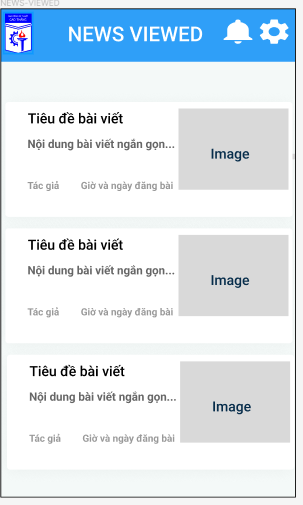 NEWS-VIEWED
NEWS VIEWED
Tiêu đề bài viết
Nội dung bài viết ngắn gọn...
Image
Tác giả Giờ và ngày đăng bài
Tiêu đề bài viết
Nội dung bài viết ngắn gọn...
Image
Tác giả Giờ và ngày đăng bài
Tiêu đề bài viết
Nội dung bài viết ngắn gọn...
Image
Tác giả Giờ và ngày đăng bài